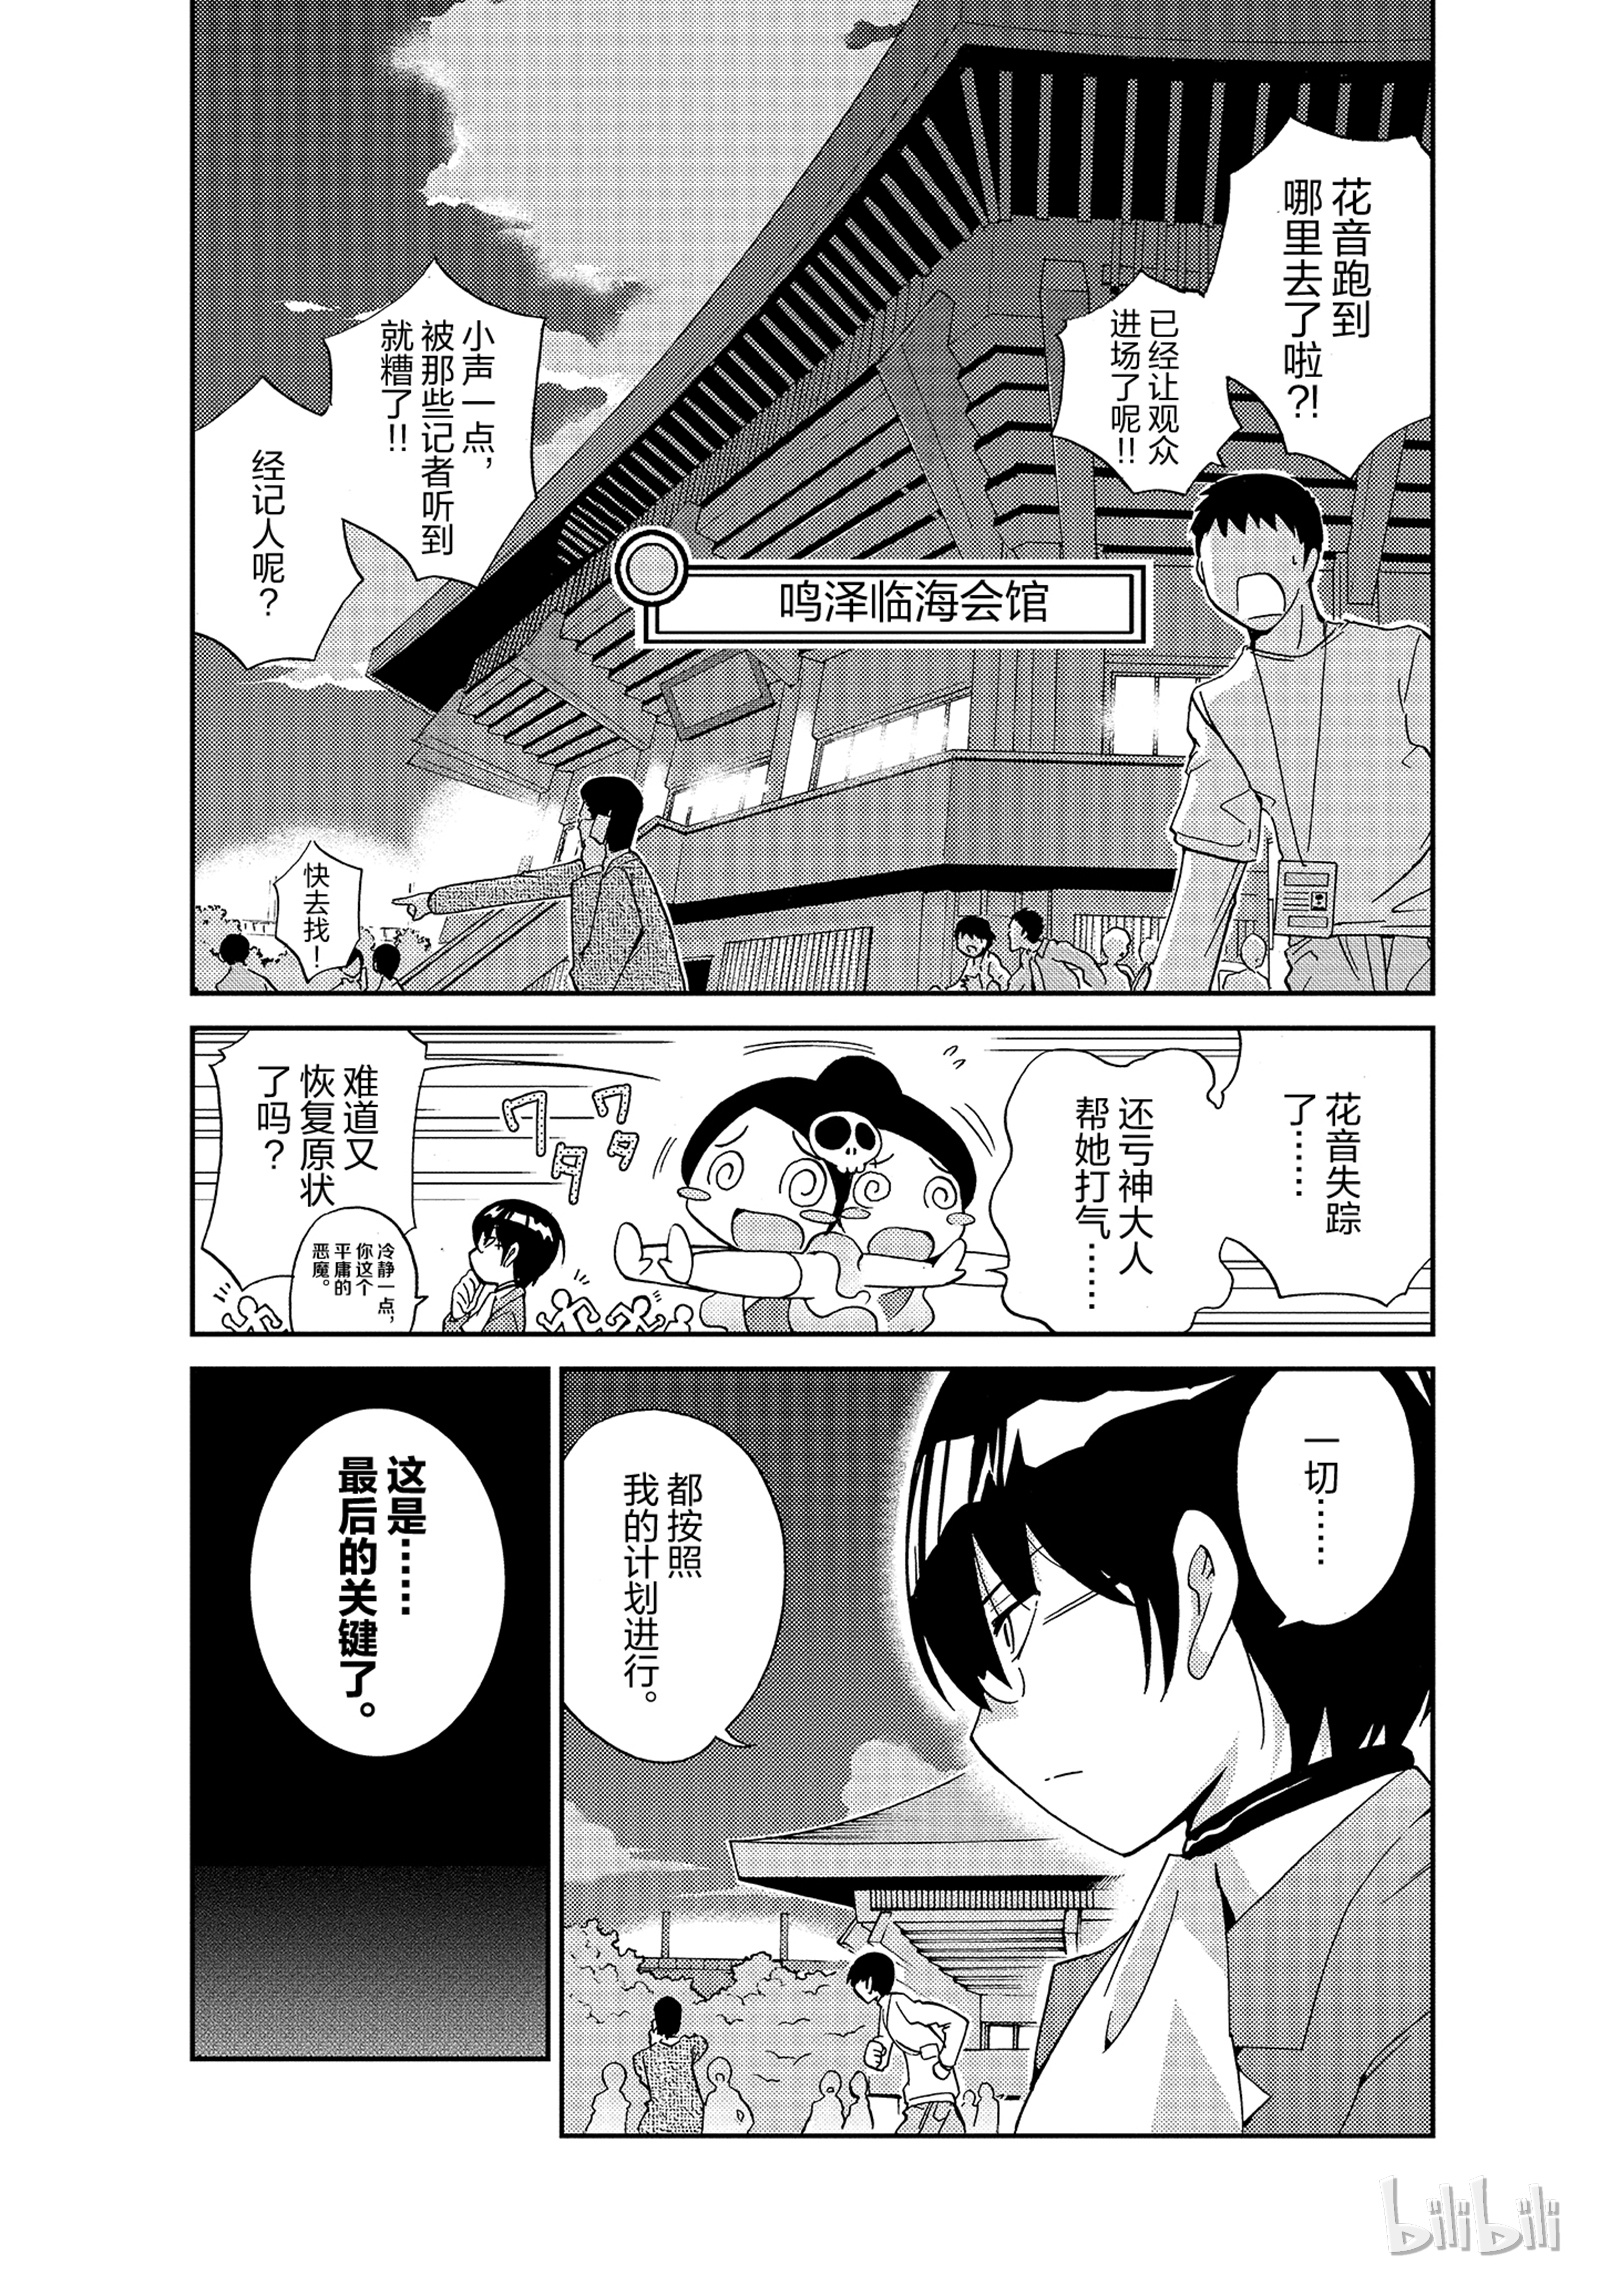 花音跑到
哪里去了啦?!
已经让观众
进场了呢!!
小声一点，
被那些记者听到
就糟了!!
经纪人呢？
鸣泽临海会馆
快去找！
花音失踪
了……
还亏神大人
帮她打气……
ワタ
ワタ
难道又
恢复原状
了吗？
冷静一点，
你这个
平庸的
恶魔。
一切……
都按照
我的计划进行。
这是……
最后的关键了。
bilibili